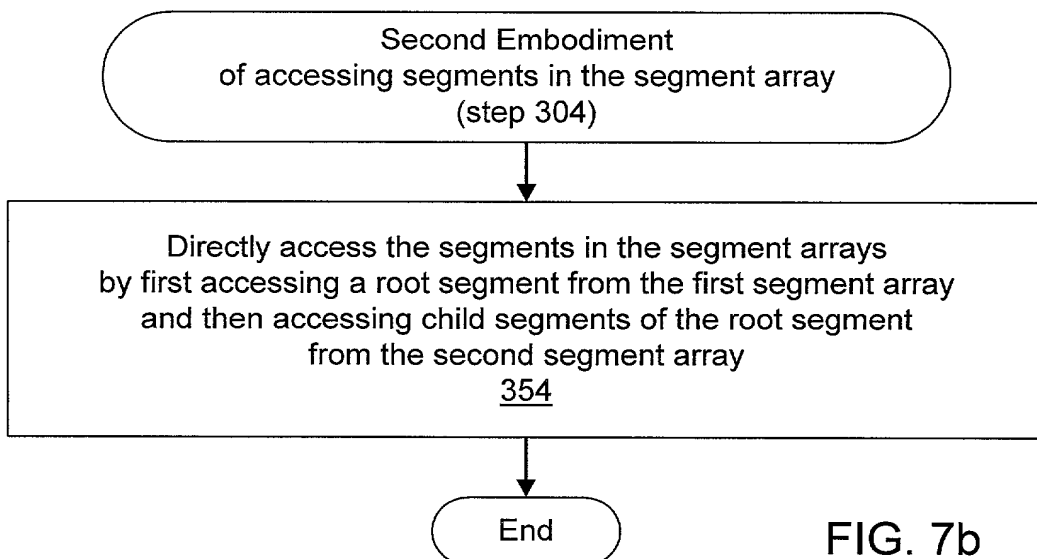 Second Embodiment
of accessing segments in the segment array
(step 304)
Directly access the segments in the segment arrays
by first accessing a root segment from the first segment array
and then accessing child segments of the root segment
from the second segment array
354
End
FIG. 7b